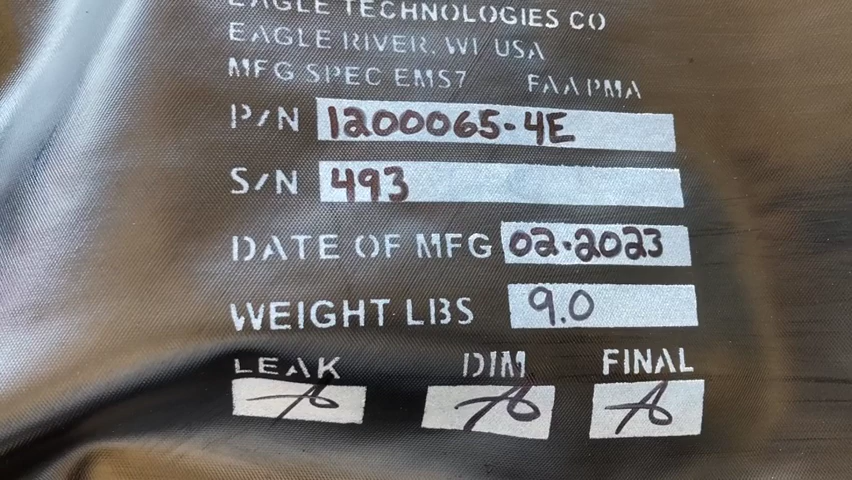 EAGLE TECHNOLOGIES CO
EAGLE RIVER. WI USA
MFG SPEC EMS7 FAA PMA
P/N 1200065-4E
S/N 493
DATE OF MFG 02.2023
WEIGHT LBS 9.0
LEAK DIM FINAL